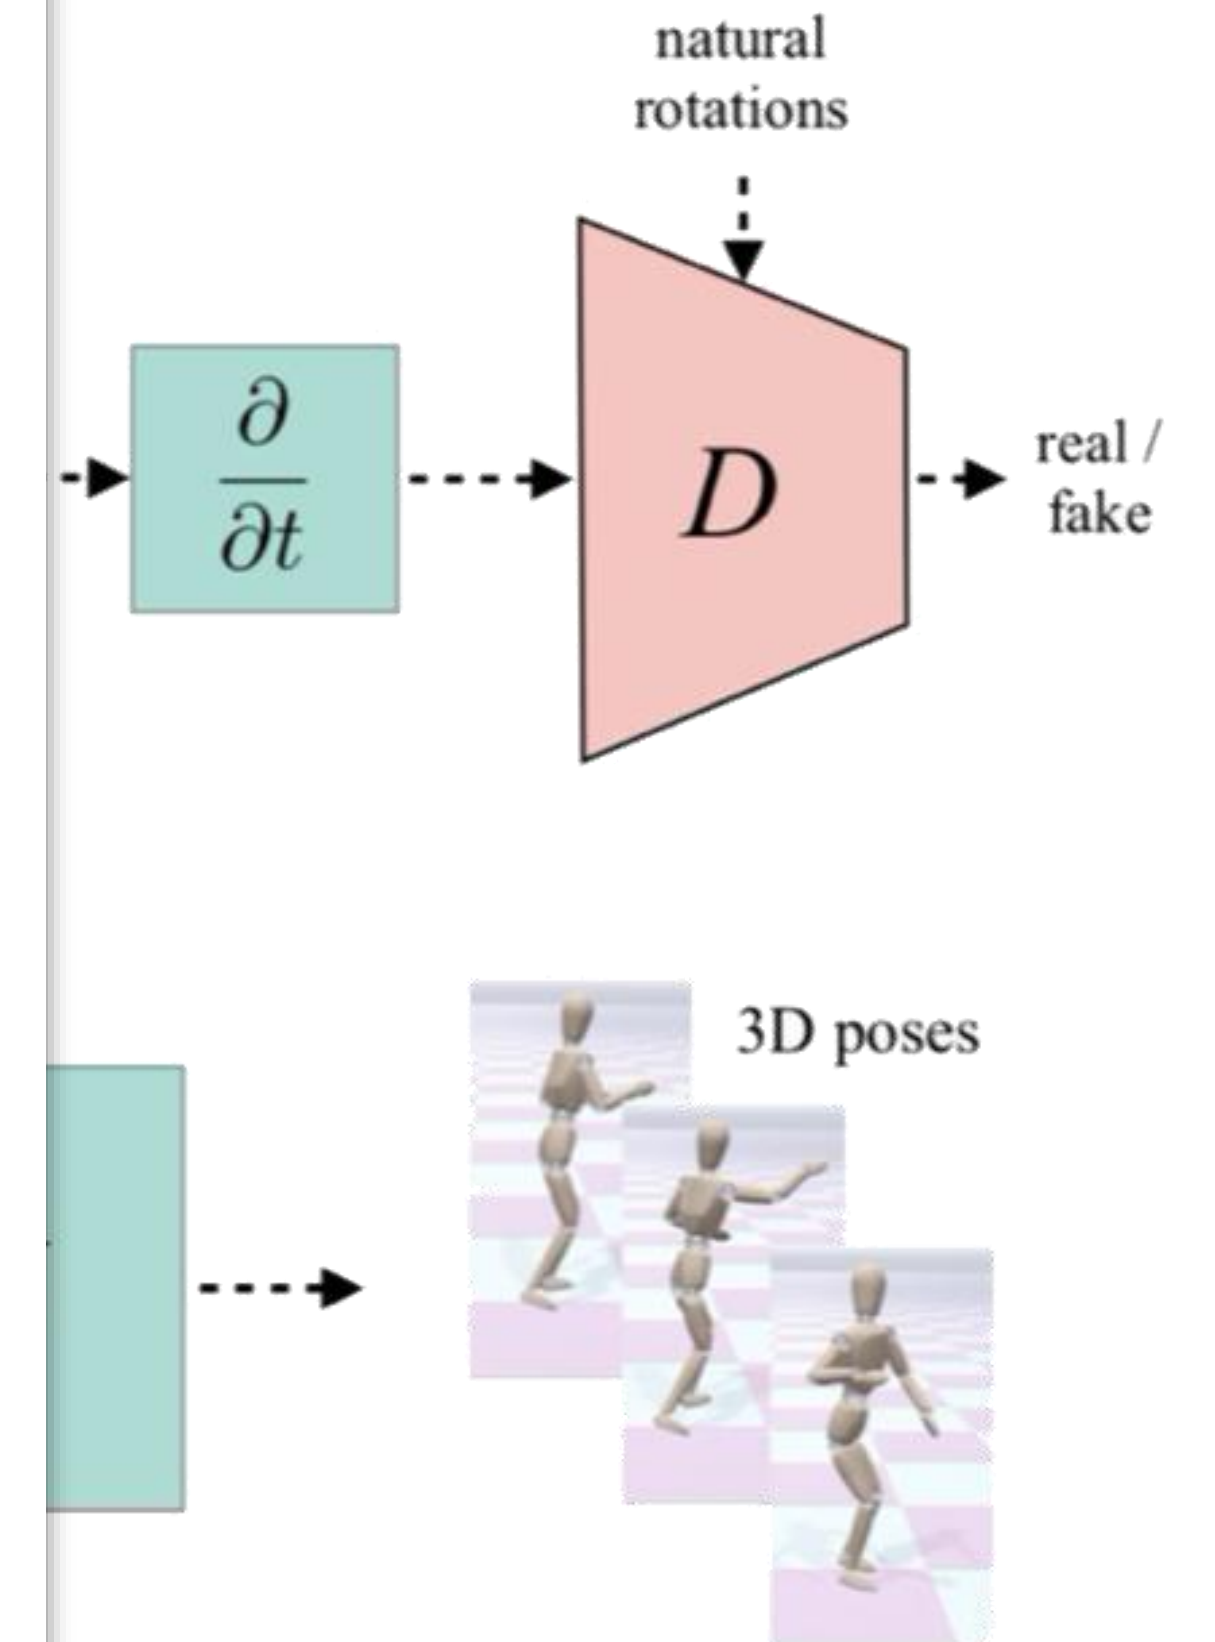 natural
rotations
∂
∂t
D
real /
fake
3D poses